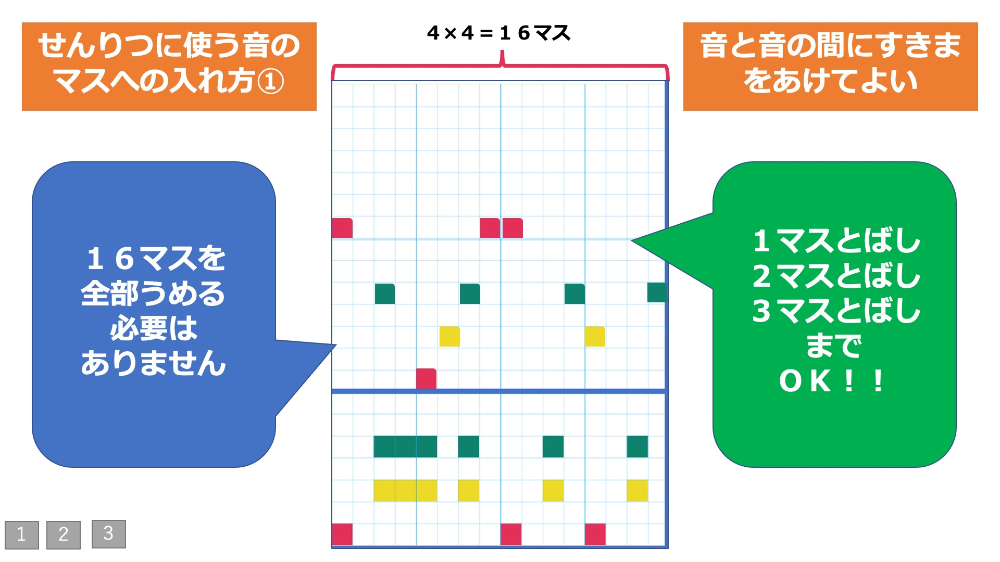 せんりつに使う音の
マスへの入れ方①
４×４＝１６マス
音と音の間にすきま
をあけてよい
１６マスを
全部うめる
必要は
ありません
１マスとばし
２マスとばし
３マスとばし
まで
ＯＫ！！
1
2
3